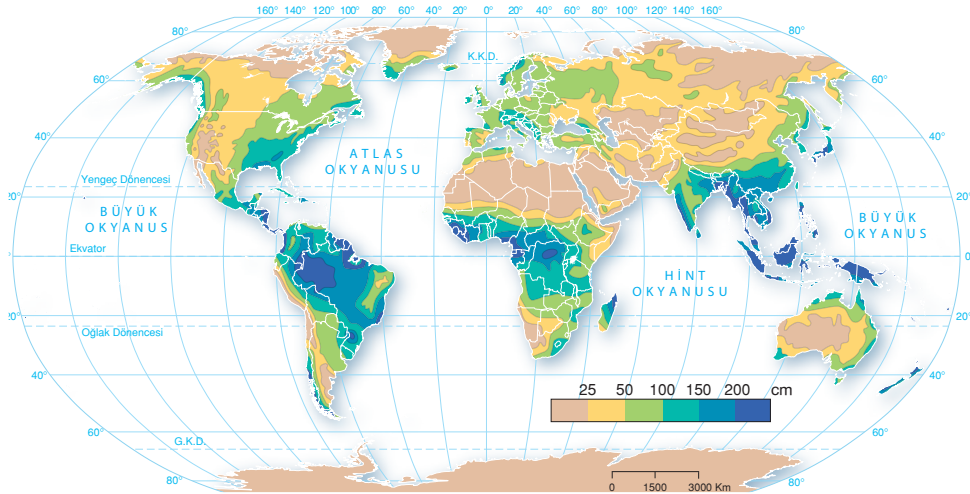 160° 140° 120° 100° 80° 60° 40° 20° 0° 20° 40° 60° 80° 100° 120° 140° 160°
80° 80°
K.K.D.
60° 60°
40° 40°
ATLAS
OKYANUSU
Yengeç Dönencesi
20° 20°
BÜYÜK
OKYANUS
BÜYÜK
OKYANUS
Ekvator
0° 0°
HİNT
OKYANUSU
20° 20°
Oğlak Dönencesi
40° 40°
25 50 100 150 200 cm
60° 60°
G.K.D.
80° 80°
0 1500 3000 Km